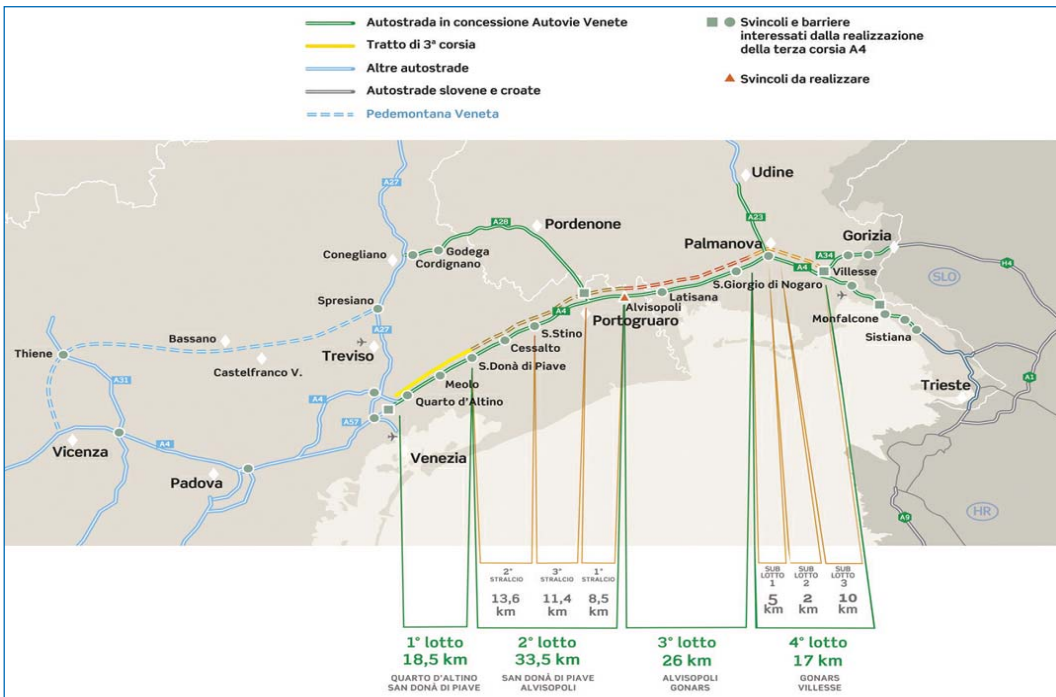 Autostrada in concessione Autovie Venete
Tratto di 3ª corsia
Altre autostrade
Autostrade slovene e croate
Pedemontana Veneta
Svincoli e barriere
interessati dalla realizzazione
della terza corsia A4
Svincoli da realizzare
A27
Udine
A23
A28
Pordenone
Conegliano
Godega
Cordignano
Palmanova
Gorizia
A34
A4
Villesse
H4
SLO
S.Giorgio di Nogaro
Latisana
Alvisopoli
Portogruaro
A4
Monfalcone
Sistiana
Spresiano
A27
Bassano
Treviso
Castelfranco V.
Thiene
A31
S.Stino
Cessalto
S.Donà di Piave
Meolo
Quarto d'Altino
Trieste
A1
A4
A57
Vicenza
A4
Padova
Venezia
HR
A9
2°
STRALCIO
13,6
km
3°
STRALCIO
11,4
km
1°
STRALCIO
8,5
km
SUB
LOTTO
1
5
km
SUB
LOTTO
2
2
km
SUB
LOTTO
3
10
km
1° lotto
18,5 km
QUARTO D'ALTINO
SAN DONÀ DI PIAVE
2° lotto
33,5 km
SAN DONÀ DI PIAVE
ALVISOPOLI
3° lotto
26 km
ALVISOPOLI
GONARS
4° lotto
17 km
GONARS
VILLESSE